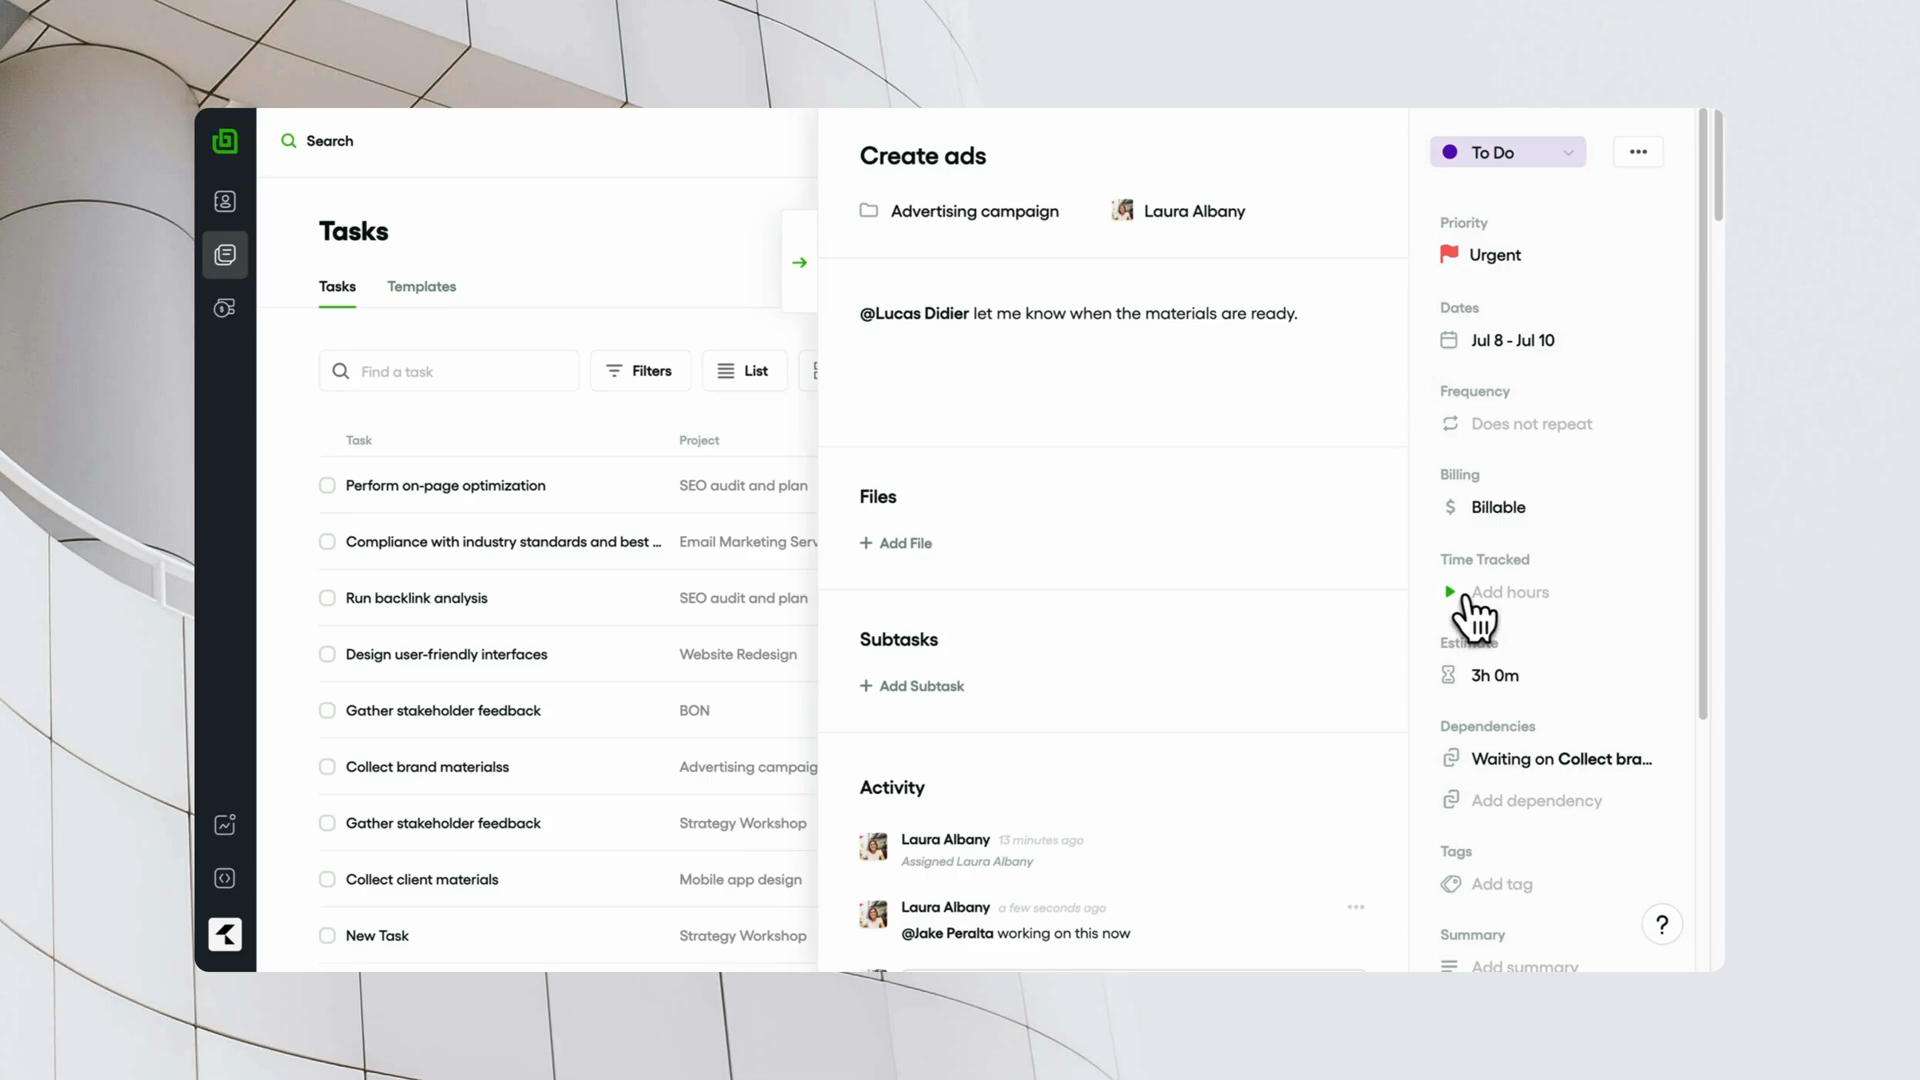 Search
Tasks
Tasks Templates
Find a task Filters List
Task Project
Perform on-page optimization SEO audit and plan
Compliance with industry standards and best ... Email Marketing Serv
Run backlink analysis SEO audit and plan
Design user-friendly interfaces Website Redesign
Gather stakeholder feedback BON
Collect brand materialss Advertising campaig
Gather stakeholder feedback Strategy Workshop
Collect client materials Mobile app design
New Task Strategy Workshop
Create ads
Advertising campaign Laura Albany
@Lucas Didier let me know when the materials are ready.
Files
+ Add File
Subtasks
+ Add Subtask
Activity
Laura Albany 13 minutes ago
Assigned Laura Albany
Laura Albany a few seconds ago
@Jake Peralta working on this now
To Do
Priority
Urgent
Dates
Jul 8 - Jul 10
Frequency
Does not repeat
Billing
$ Billable
Time Tracked
Add hours
Estimate
3h 0m
Dependencies
Waiting on Collect bra...
Add dependency
Tags
Add tag
Summary
Add summary
?